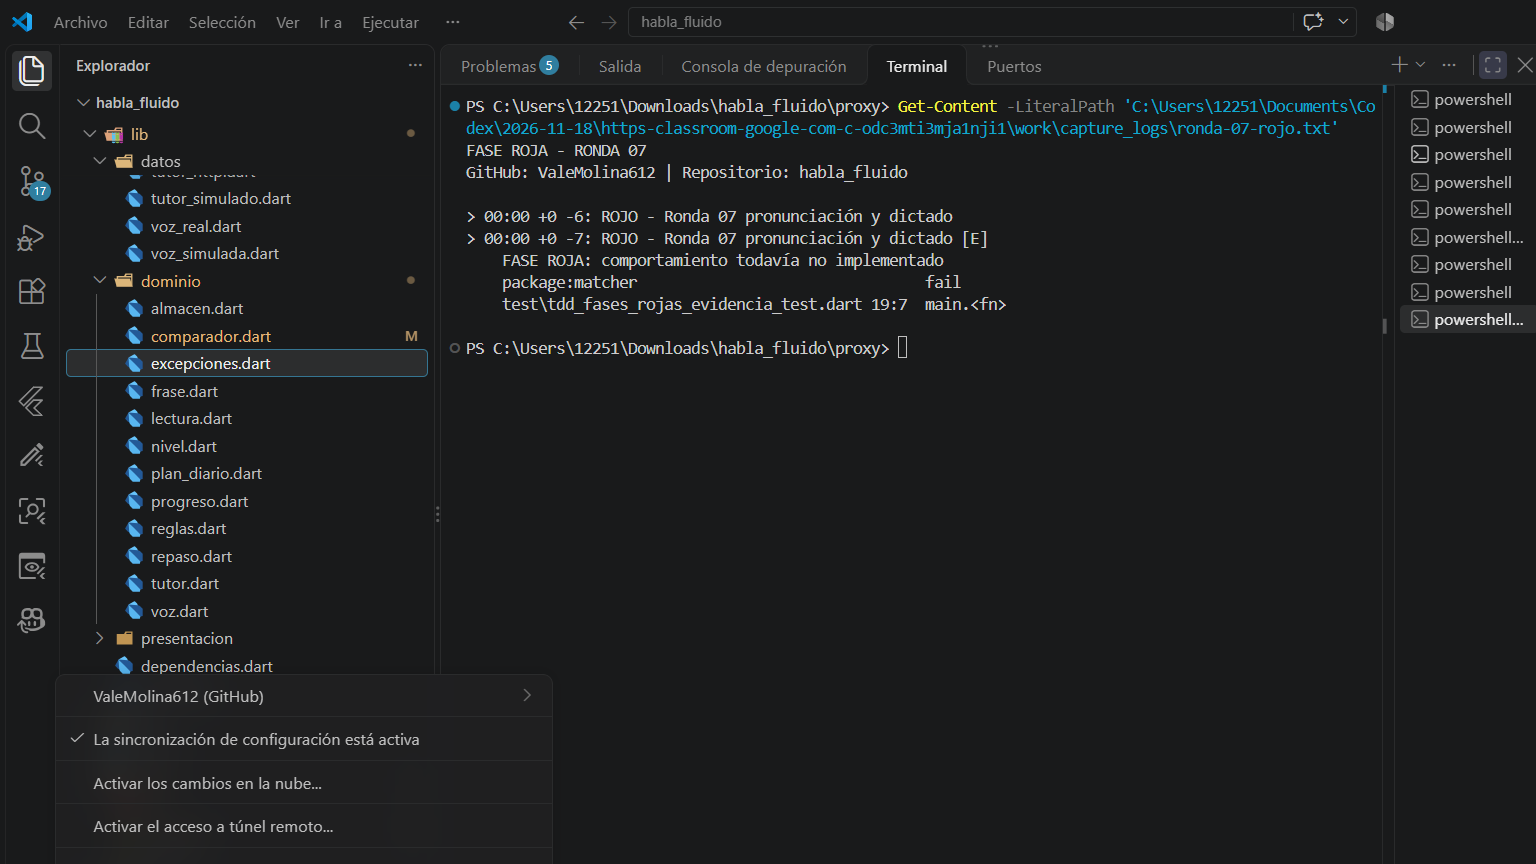 Archivo Editar Selección Ver Ir a Ejecutar ···
habla_fluido
Explorador ···
habla_fluido
lib
datos
tutor_http.dart
tutor_simulado.dart
voz_real.dart
voz_simulada.dart
dominio
almacen.dart
comparador.dart M
excepciones.dart
frase.dart
lectura.dart
nivel.dart
plan_diario.dart
progreso.dart
reglas.dart
repaso.dart
tutor.dart
voz.dart
presentacion
dependencias.dart
17
ValeMolina612 (GitHub)
La sincronización de configuración está activa
Activar los cambios en la nube...
Activar el acceso a túnel remoto...
Problemas 5 Salida Consola de depuración Terminal Puertos
PS C:\Users\12251\Downloads\habla_fluido\proxy> Get-Content -LiteralPath 'C:\Users\12251\Documents\Co
dex\2026-11-18\https-classroom-google-com-c-odc3mti3mja1nji1\work\capture_logs\ronda-07-rojo.txt'
FASE ROJA - RONDA 07
GitHub: ValeMolina612 | Repositorio: habla_fluido
> 00:00 +0 -6: ROJO - Ronda 07 pronunciación y dictado
> 00:00 +0 -7: ROJO - Ronda 07 pronunciación y dictado [E]
FASE ROJA: comportamiento todavía no implementado
package:matcher fail
test\tdd_fases_rojas_evidencia_test.dart 19:7 main.<fn>
PS C:\Users\12251\Downloads\habla_fluido\proxy>
powershell
powershell
powershell
powershell
powershell
powershell...
powershell
powershell
powershell...